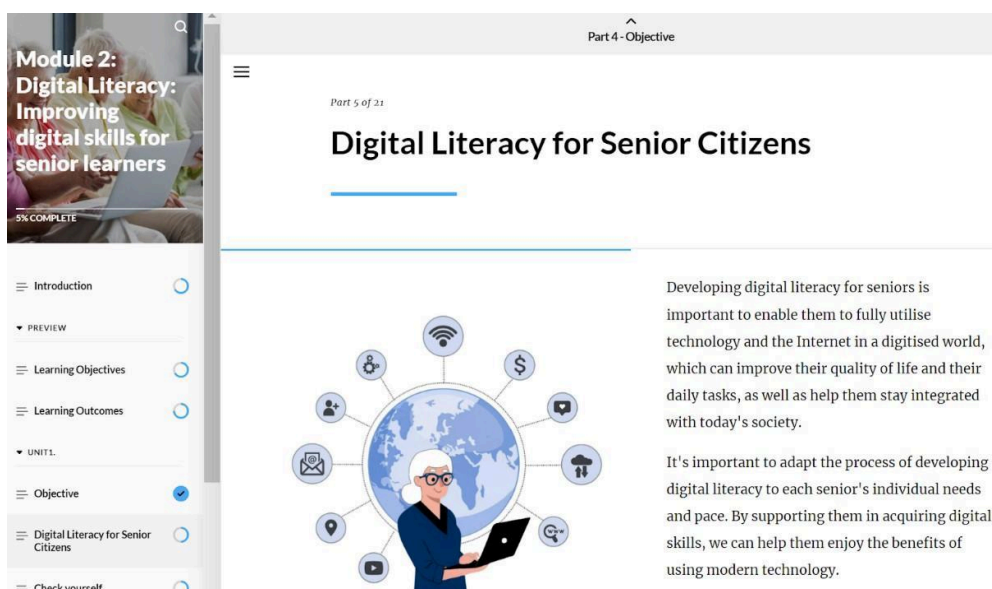 Module 2:
Digital Literacy:
Improving
digital skills for
senior learners
5% COMPLETE
Introduction
PREVIEW
Learning Objectives
Learning Outcomes
UNIT1.
Objective
Digital Literacy for Senior
Citizens
Check yourself
Part 4 - Objective
Part 5 of 21
Digital Literacy for Senior Citizens
Developing digital literacy for seniors is
important to enable them to fully utilise
technology and the Internet in a digitised world,
which can improve their quality of life and their
daily tasks, as well as help them stay integrated
with today's society.
It's important to adapt the process of developing
digital literacy to each senior's individual needs
and pace. By supporting them in acquiring digital
skills, we can help them enjoy the benefits of
using modern technology.
$
@
www